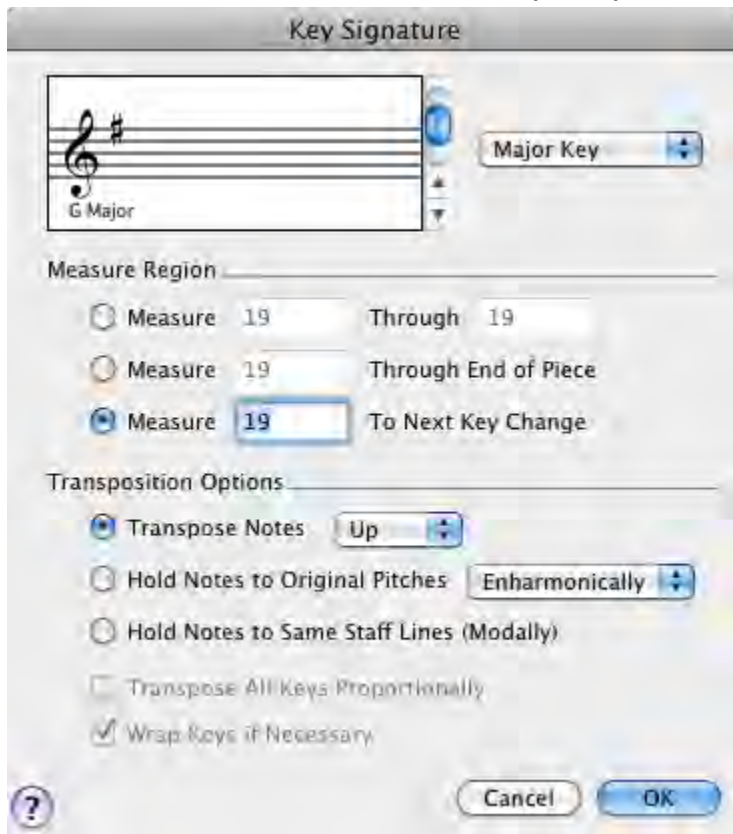 Key Signature
Major Key
G Major
Measure Region
Measure 19 Through 19
Measure 19 Through End of Piece
Measure 19 To Next Key Change
Transposition Options
Transpose Notes Up
Hold Notes to Original Pitches Enharmonically
Hold Notes to Same Staff Lines (Modally)
Transpose All Keys Proportionally
Wrap Keys if Necessary
? Cancel OK